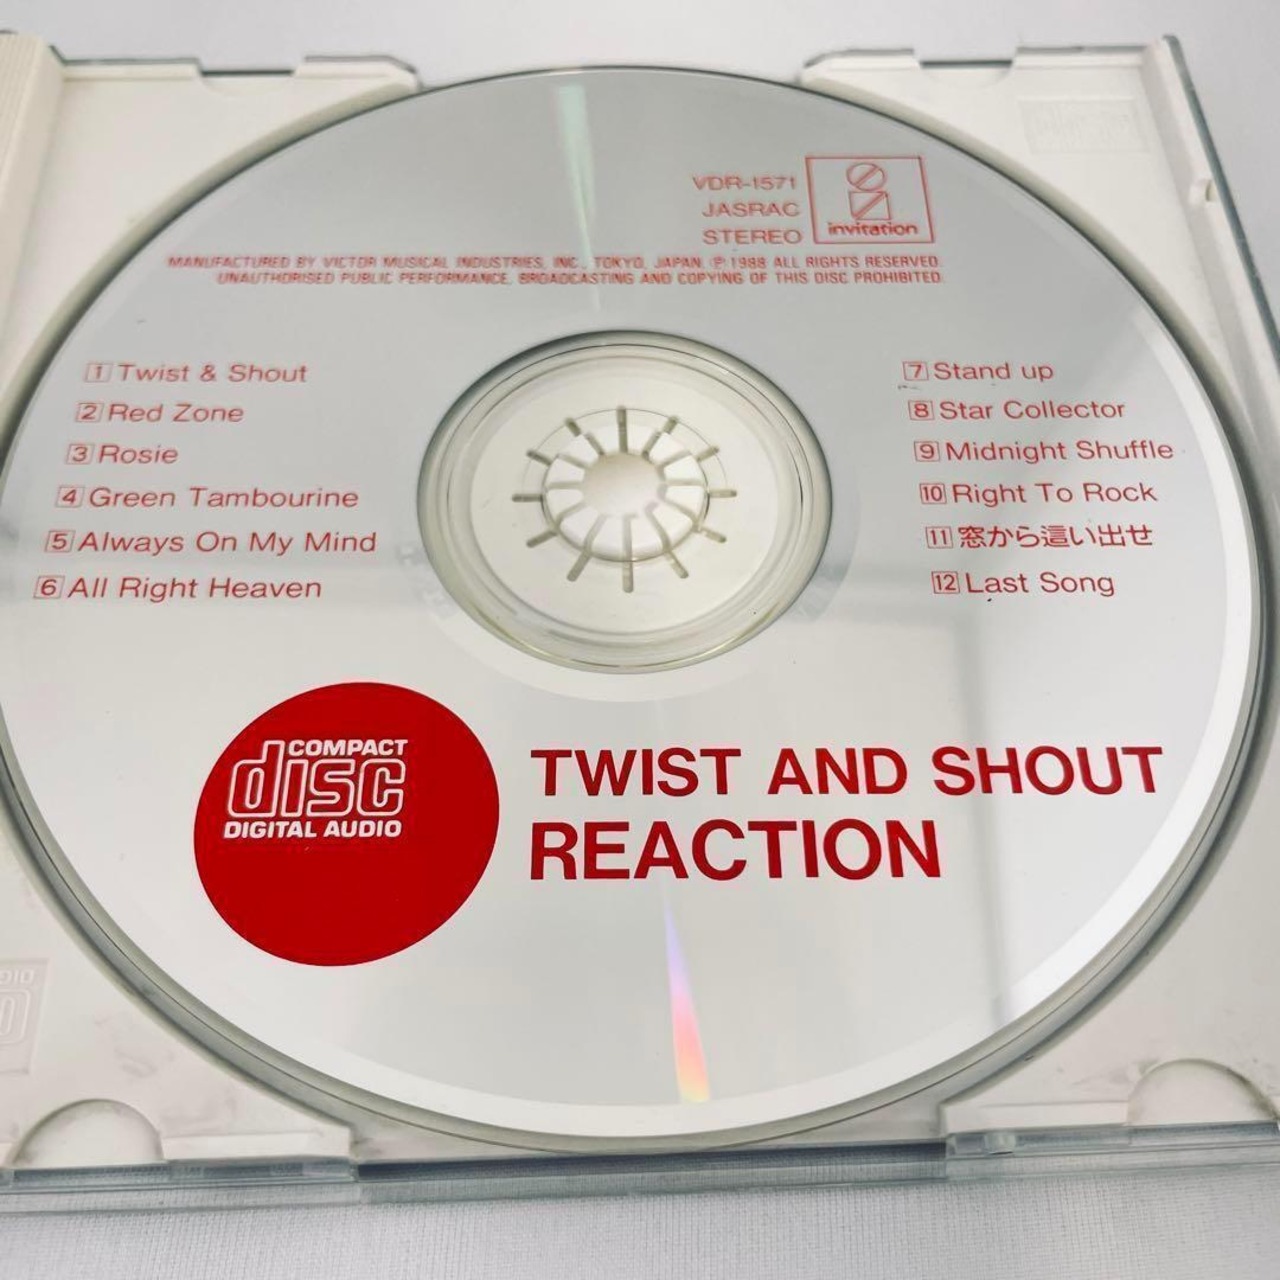 VDR-1571
JASRAC
STEREO
invitation
MANUFACTURED BY VICTOR MUSICAL INDUSTRIES, INC., TOKYO, JAPAN. ℗ 1988 ALL RIGHTS RESERVED.
UNAUTHORISED PUBLIC PERFORMANCE, BROADCASTING AND COPYING OF THIS DISC PROHIBITED.
1 Twist & Shout
2 Red Zone
3 Rosie
4 Green Tambourine
5 Always On My Mind
6 All Right Heaven
7 Stand up
8 Star Collector
9 Midnight Shuffle
10 Right To Rock
11 窓から這い出せ
12 Last Song
COMPACT
disc
DIGITAL AUDIO
TWIST AND SHOUT
REACTION